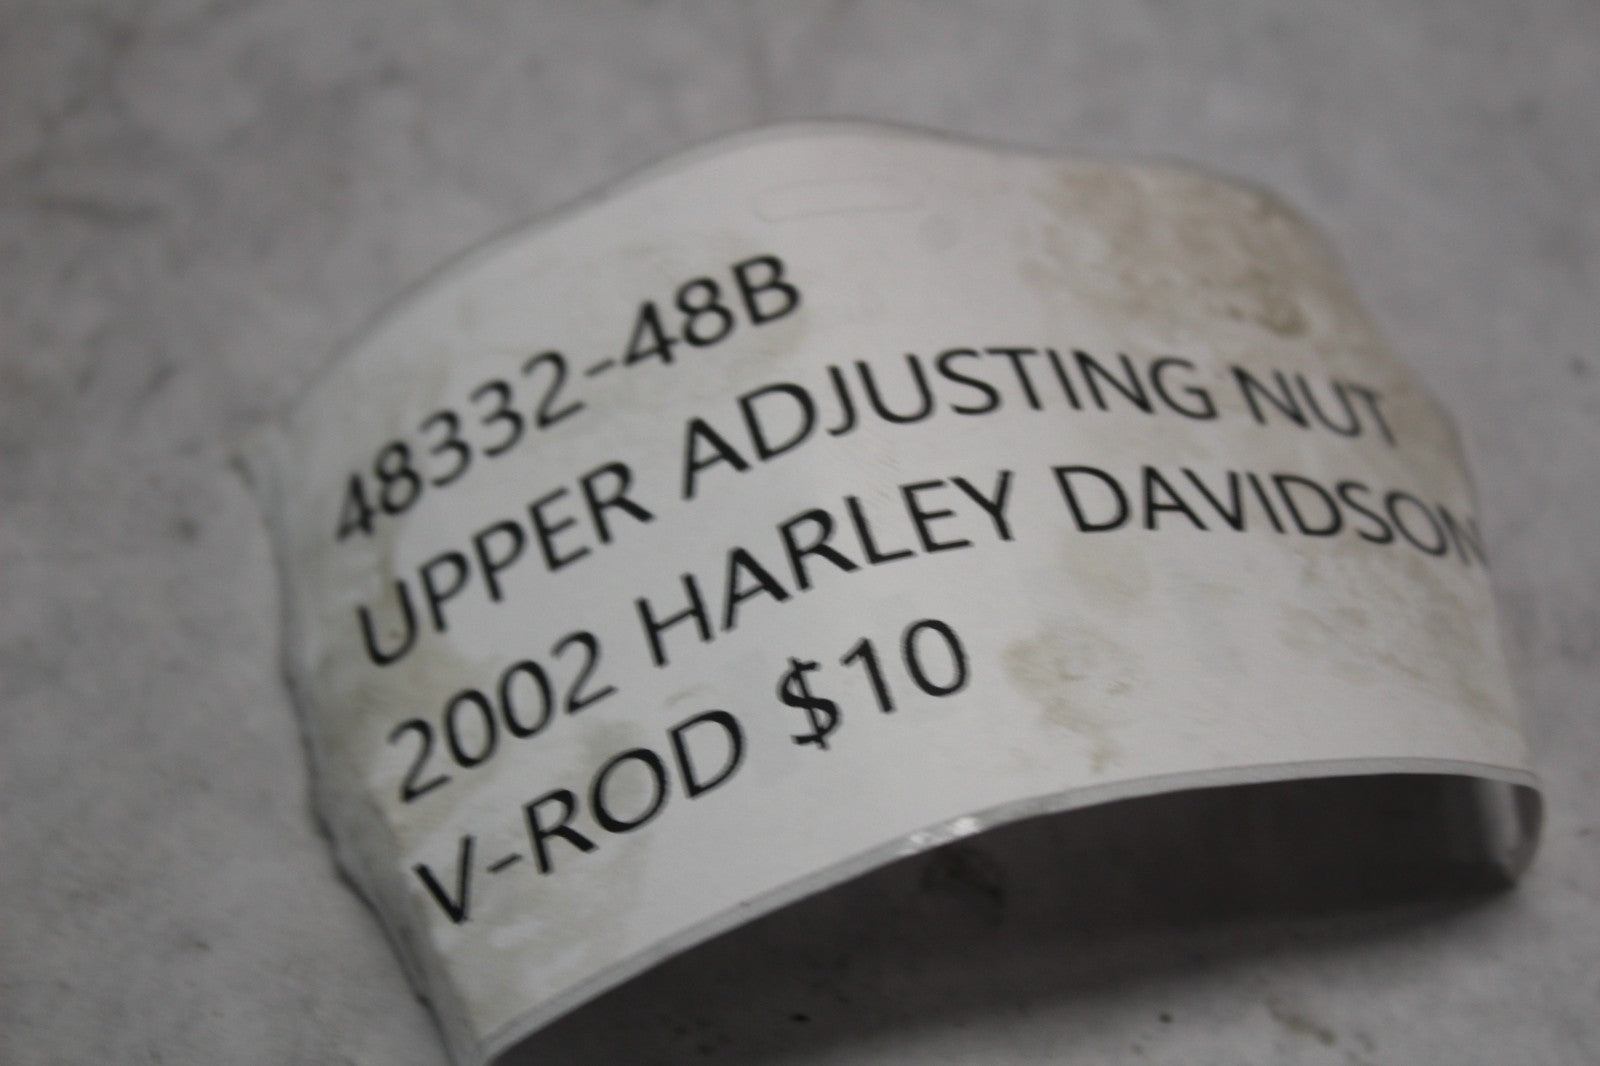 48332-48B
UPPER ADJUSTING NUT
2002 HARLEY DAVIDSON
V-ROD $10